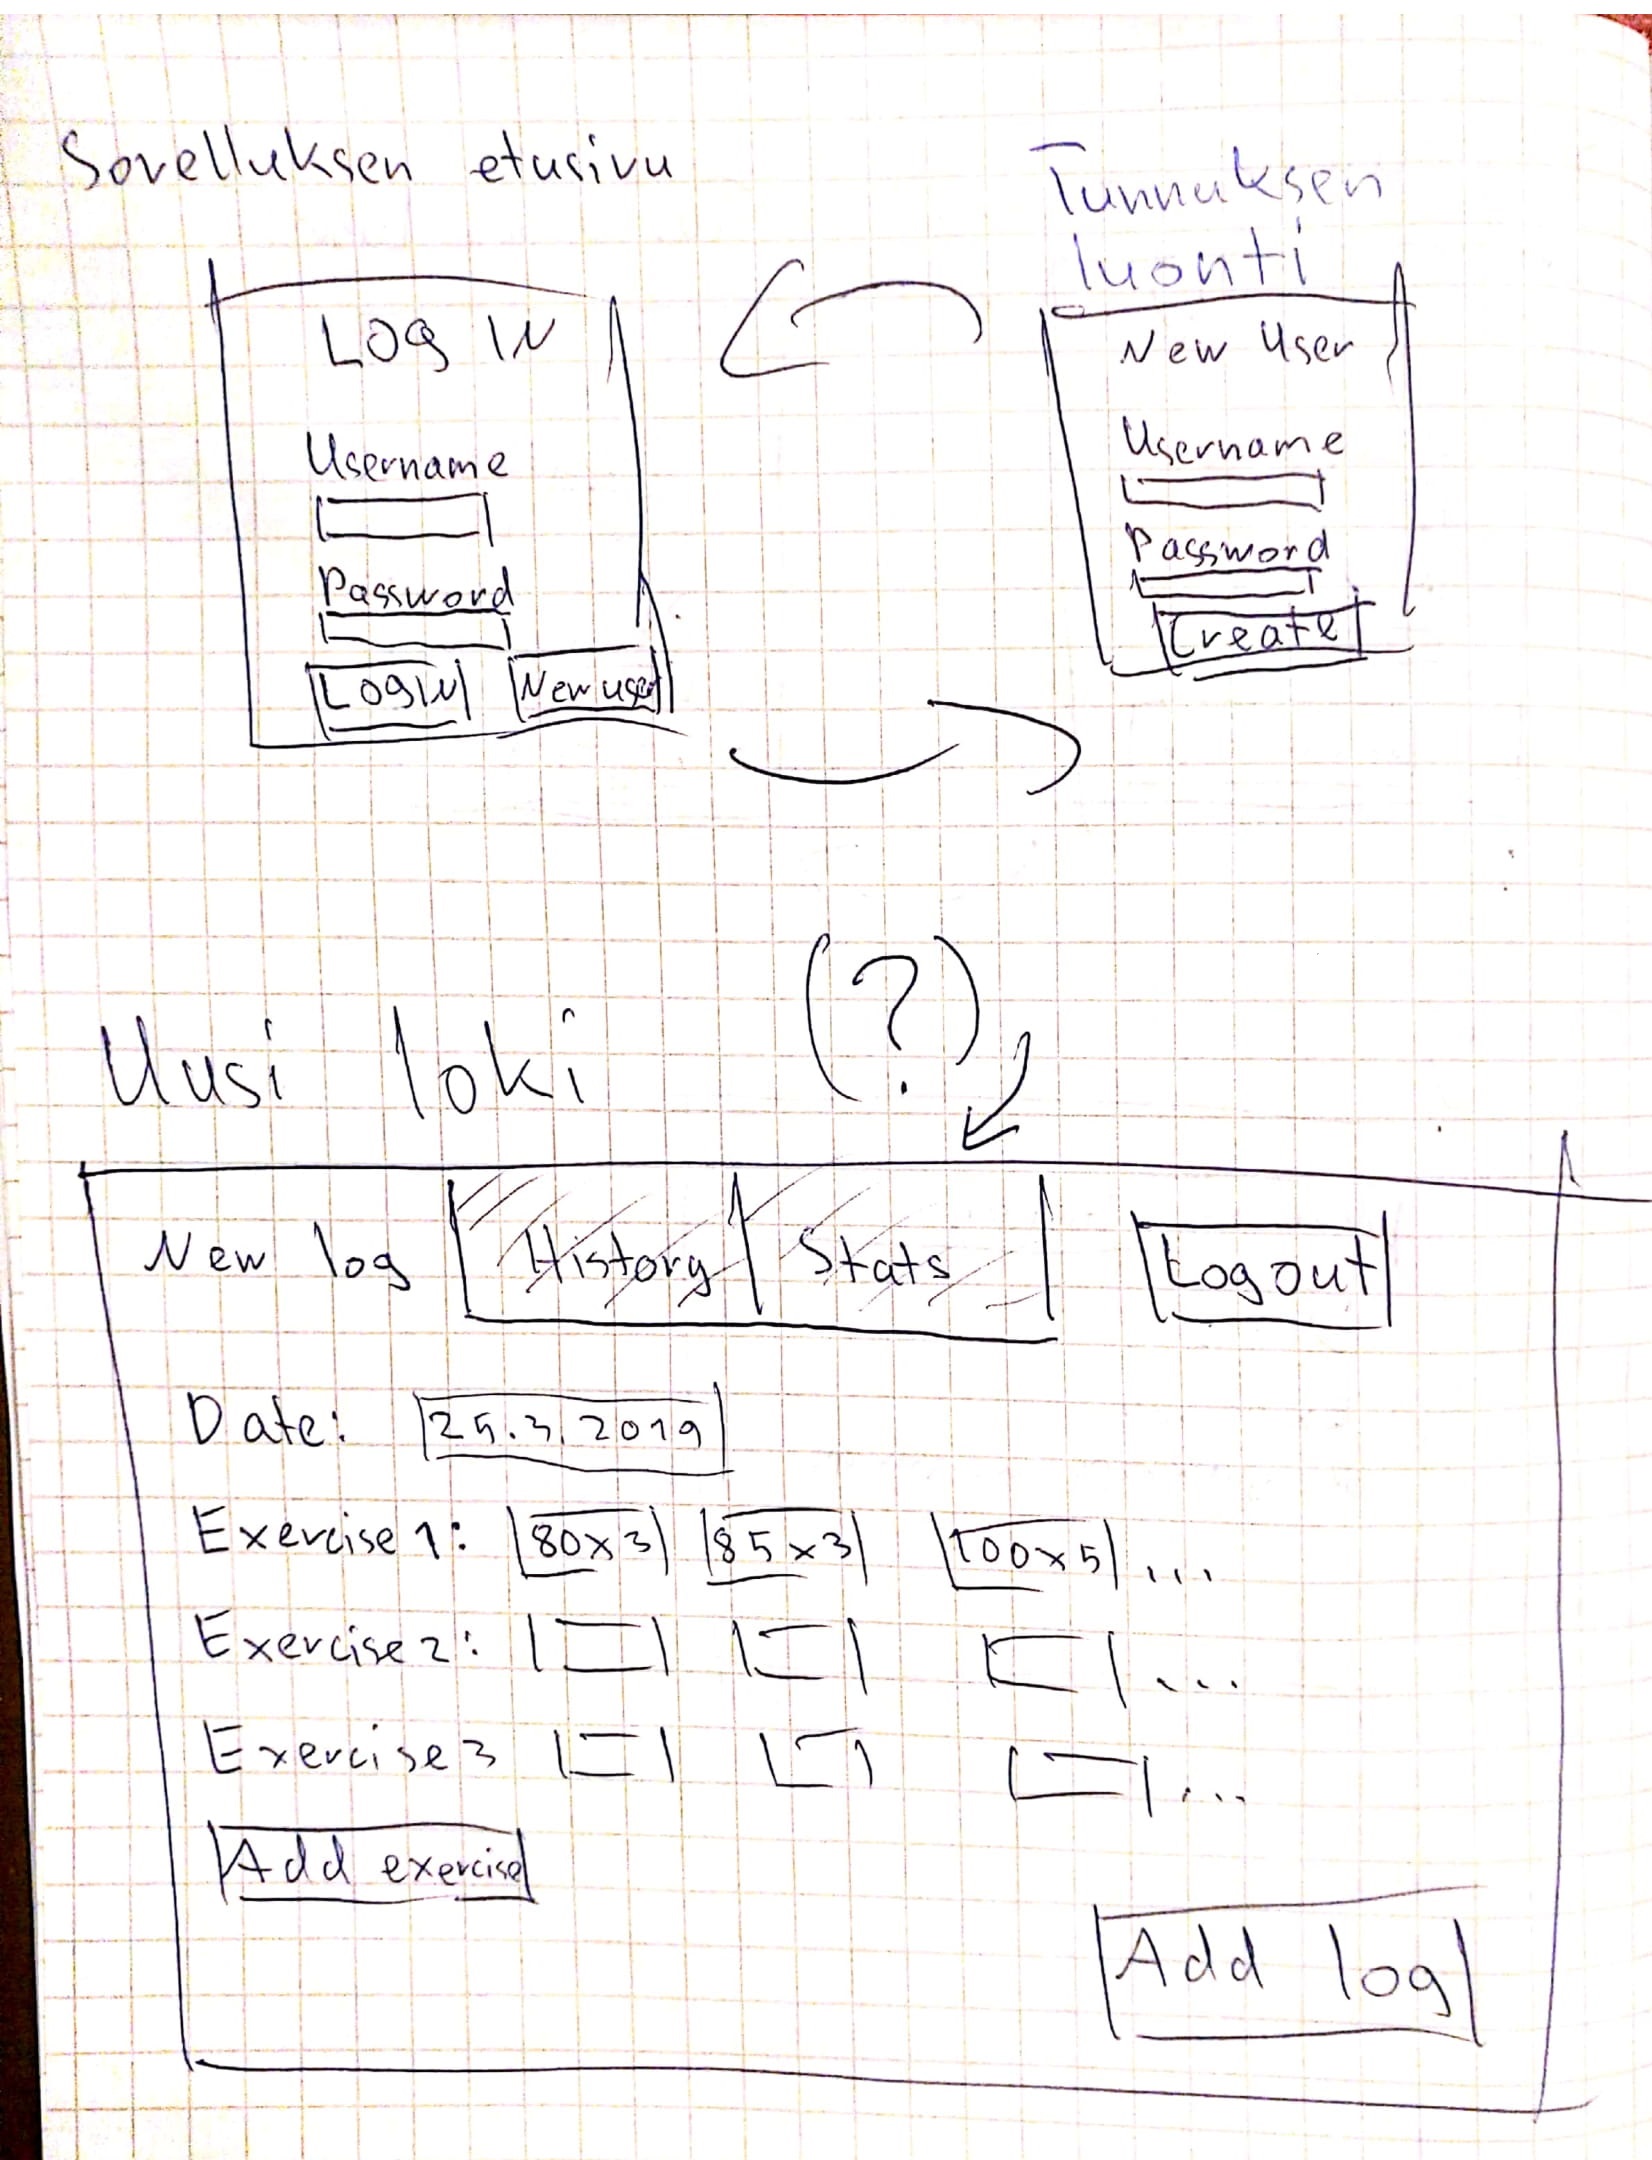 Sovelluksen etusivu
Tunnuksen
luonti
LOG IN
Username
Password
LOGIN New user
New User
Username
Password
Create
Uusi loki (?)
New log History Stats Logout
Date: 25.3.2019
Exercise 1: 80x3 85x3 100x5 ...
Exercise 2: ...
Exercise 3 ...
Add exercise
Add log